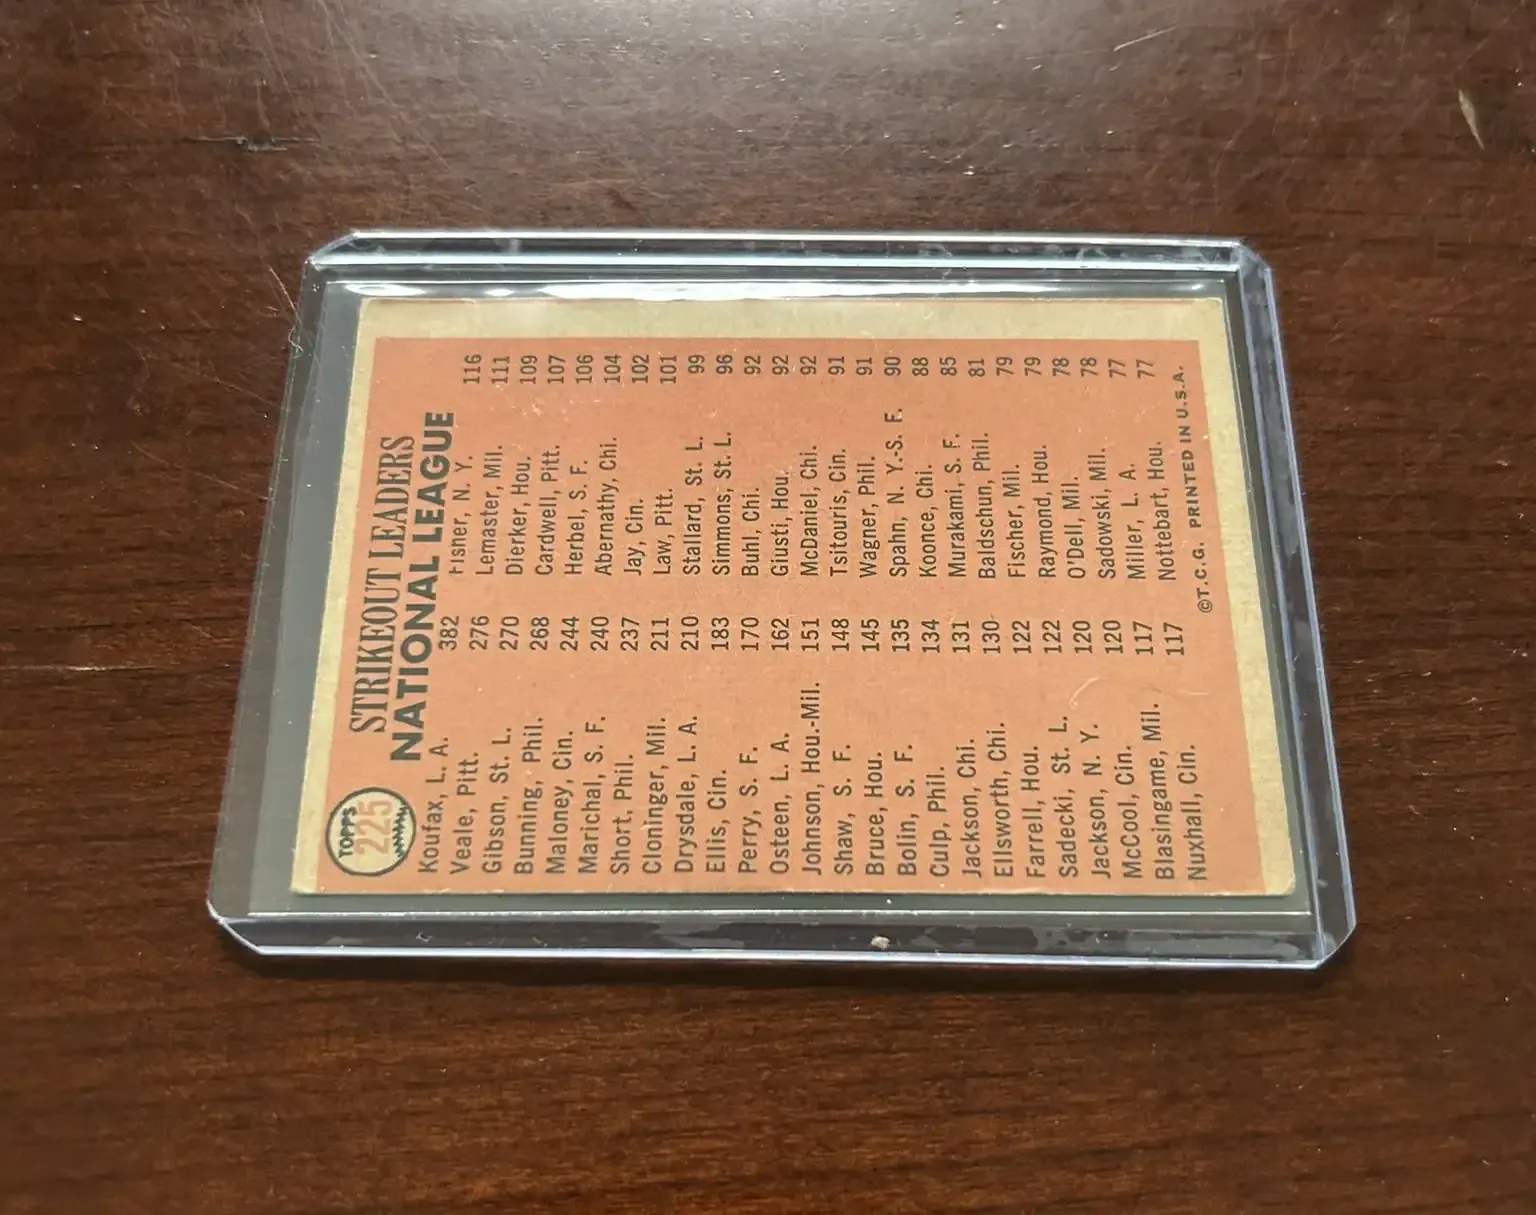 TOPPS
225
STRIKEOUT LEADERS
NATIONAL LEAGUE
Koufax, L. A. 382
Veale, Pitt. 276
Gibson, St. L. 270
Bunning, Phil. 268
Maloney, Cin. 244
Marichal, S. F. 240
Short, Phil. 237
Cloninger, Mil. 211
Drysdale, L. A. 210
Ellis, Cin. 183
Perry, S. F. 170
Osteen, L. A. 162
Johnson, Hou.-Mil. 151
Shaw, S. F. 148
Bruce, Hou. 145
Bolin, S. F. 135
Culp, Phil. 134
Jackson, Chi. 131
Ellsworth, Chi. 130
Farrell, Hou. 122
Sadecki, St. L. 122
Jackson, N. Y. 120
McCool, Cin. 120
Blasingame, Mil. 117
Nuxhall, Cin. 117
Fisher, N. Y. 116
Lemaster, Mil. 111
Dierker, Hou. 109
Cardwell, Pitt. 107
Herbel, S. F. 106
Abernathy, Chi. 104
Jay, Cin. 102
Law, Pitt. 101
Stallard, St. L. 99
Simmons, St. L. 96
Buhl, Chi. 92
Giusti, Hou. 92
McDaniel, Chi. 92
Tsitouris, Cin. 91
Wagner, Phil. 91
Spahn, N. Y.-S. F. 90
Koonce, Chi. 88
Murakami, S. F. 85
Baldschun, Phil. 81
Fischer, Mil. 79
Raymond, Hou. 79
O'Dell, Mil. 78
Sadowski, Mil. 78
Miller, L. A. 77
Nottebart, Hou. 77
©T.C.G. PRINTED IN U.S.A.